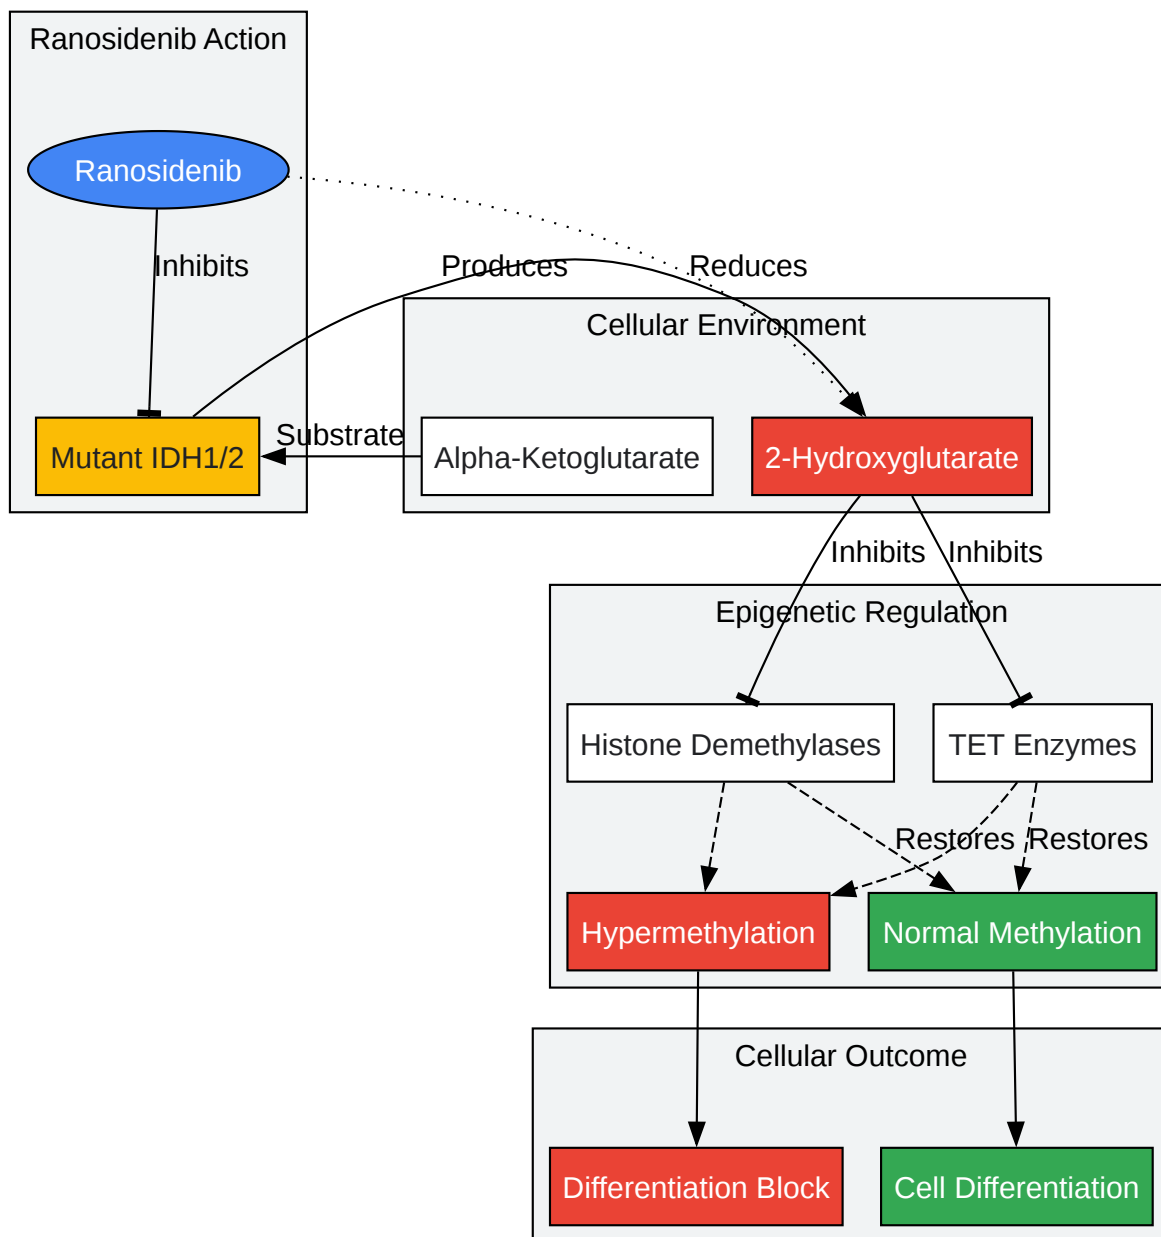 Ranosidenib Action
Ranosidenib
Inhibits
Produces
Reduces
Cellular Environment
Mutant IDH1/2
Substrate
Alpha-Ketoglutarate
2-Hydroxyglutarate
Inhibits
Inhibits
Epigenetic Regulation
Histone Demethylases
TET Enzymes
Restores
Restores
Hypermethylation
Normal Methylation
Cellular Outcome
Differentiation Block
Cell Differentiation